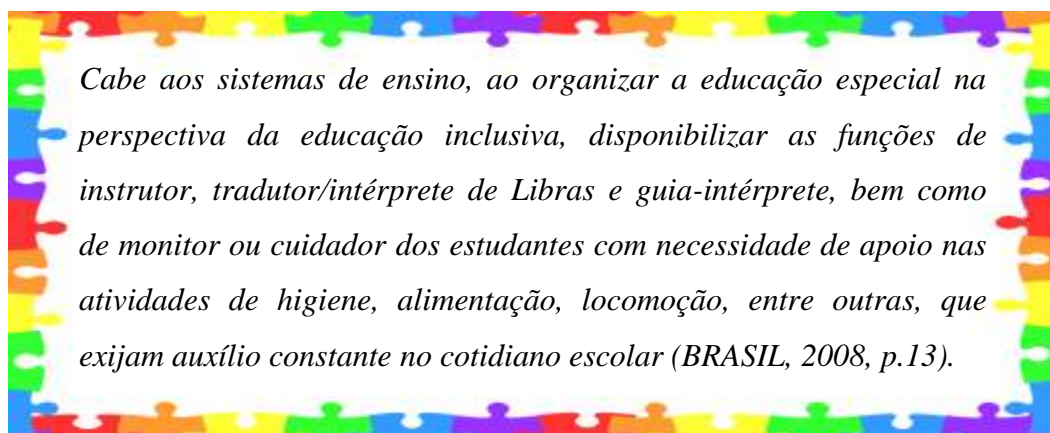 Cabe aos sistemas de ensino, ao organizar a educação especial na
perspectiva da educação inclusiva, disponibilizar as funções de
instrutor, tradutor/intérprete de Libras e guia-intérprete, bem como
de monitor ou cuidador dos estudantes com necessidade de apoio nas
atividades de higiene, alimentação, locomoção, entre outras, que
exijam auxílio constante no cotidiano escolar (BRASIL, 2008, p.13).